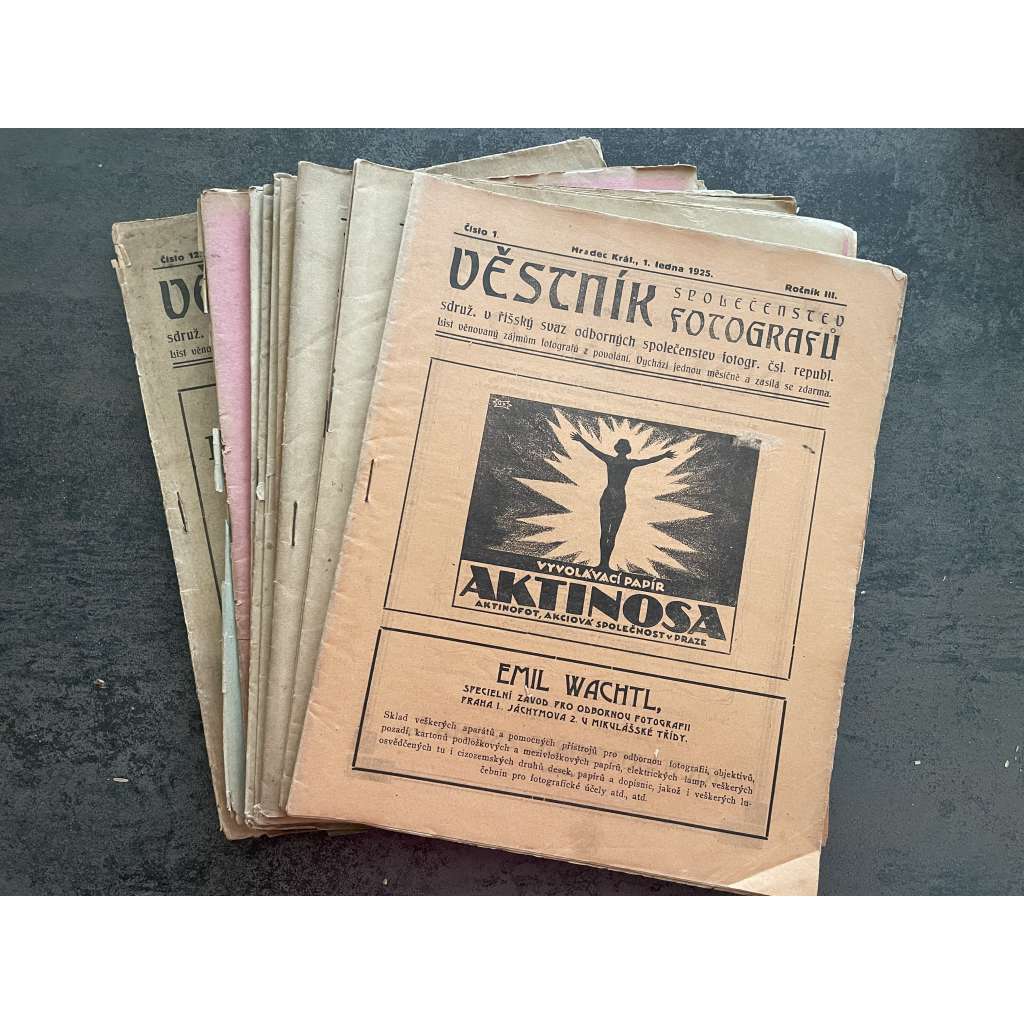 Číslo 12.
VĚ
sdruž.
List věno
Číslo 1.
Hradec Král., 1. ledna 1925.
Ročník III.
VĚSTNÍK SPOLEČENSTEV FOTOGRAFŮ
sdruž. v říšský svaz odborných společenstev fotogr. čsl. republ.
List věnovaný zájmům fotografů z povolání. Vychází jednou měsíčně a zasílá se zdarma.
VYVOLÁVACÍ PAPÍR
AKTINOSA
AKTINOFOT, AKCIOVÁ SPOLEČNOST V PRAZE
EMIL WACHTL,
SPECIELNÍ ZÁVOD PRO ODBORNOU FOTOGRAFII
PRAHA I. JÁCHYMOVA 2. U MIKULÁŠSKÉ TŘÍDY.
Sklad veškerých aparátů a pomocných přístrojů pro odbornou fotografii, objektivů,
pozadí, kartonů podložkových a mezivložkových papírů, elektrických lamp, veškerých
osvědčených tu i cizozemských druhů desek, papírů a dopisnic, jakož i veškerých lu-
čebnin pro fotografické účely atd., atd.